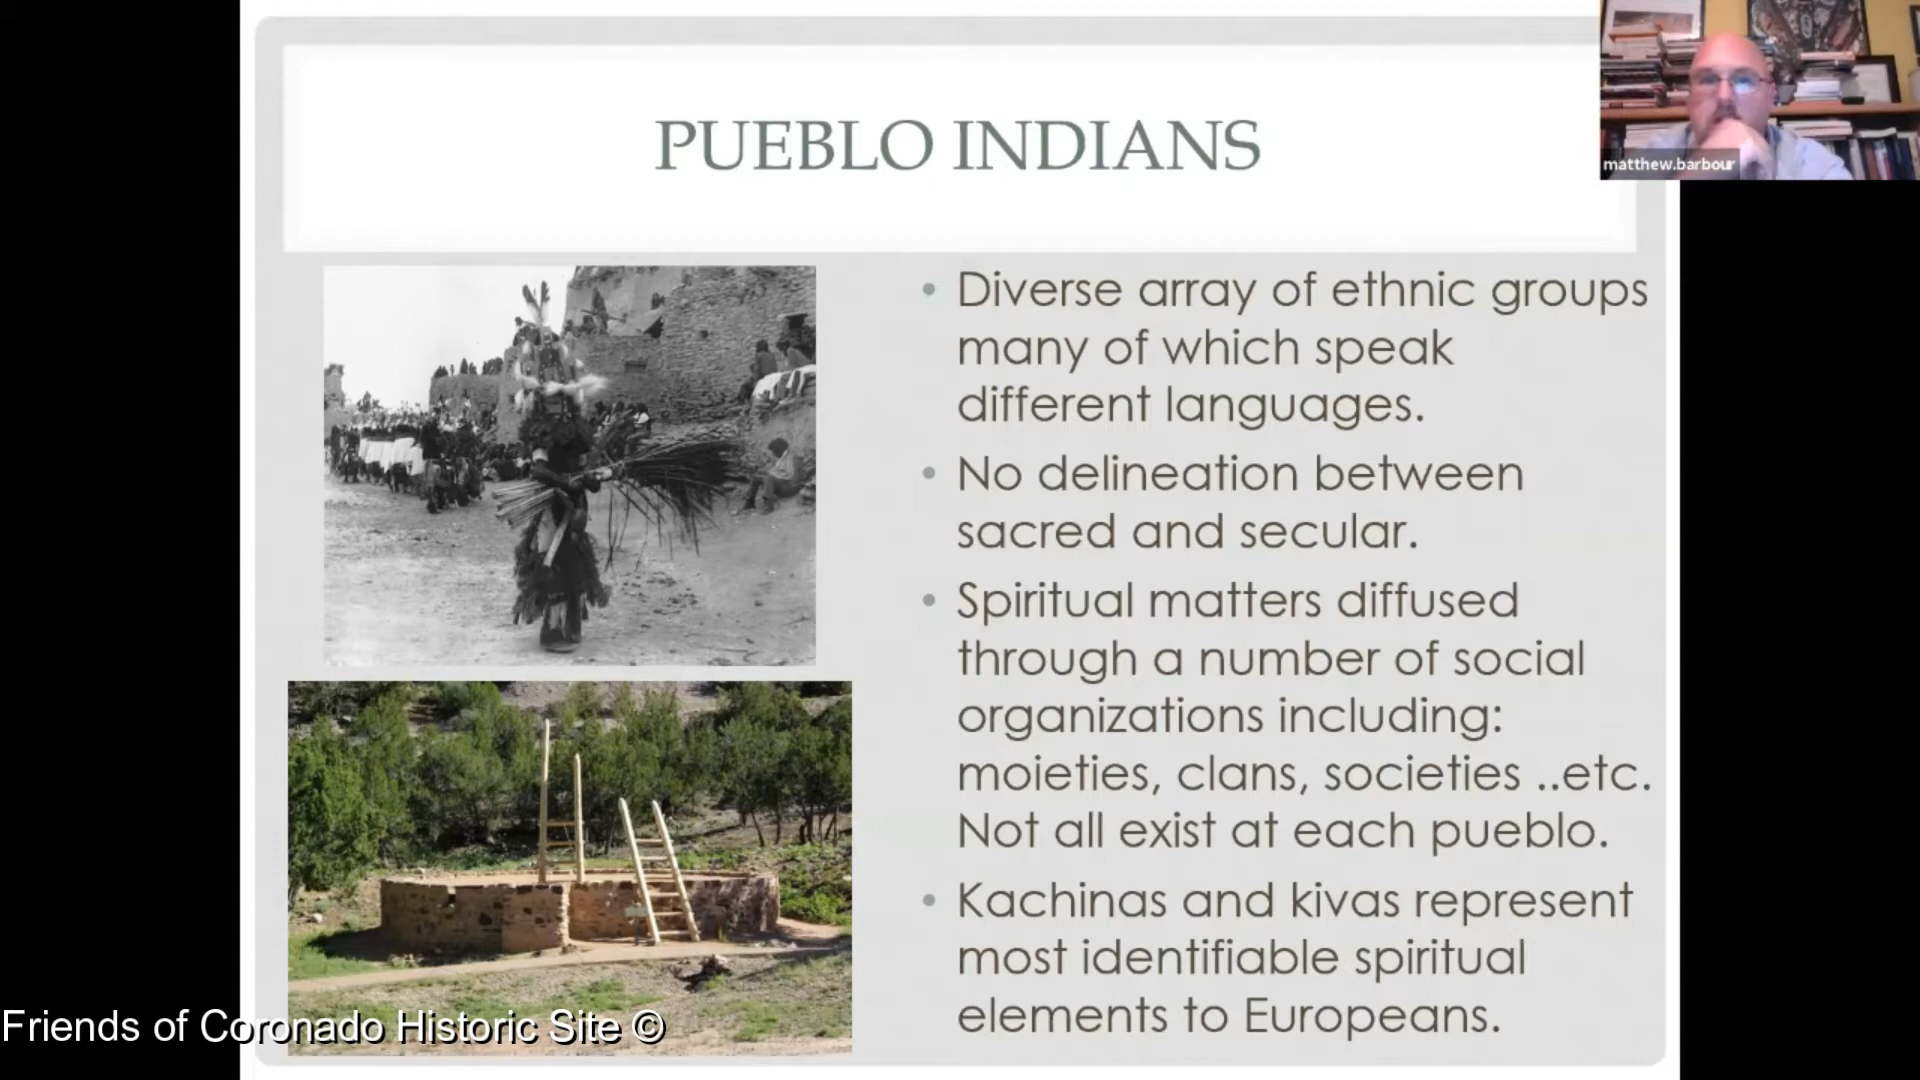 PUEBLO INDIANS
matthew.barbour
• Diverse array of ethnic groups
many of which speak
different languages.
• No delineation between
sacred and secular.
• Spiritual matters diffused
through a number of social
organizations including:
moieties, clans, societies ..etc.
Not all exist at each pueblo.
• Kachinas and kivas represent
most identifiable spiritual
elements to Europeans.
Friends of Coronado Historic Site ©